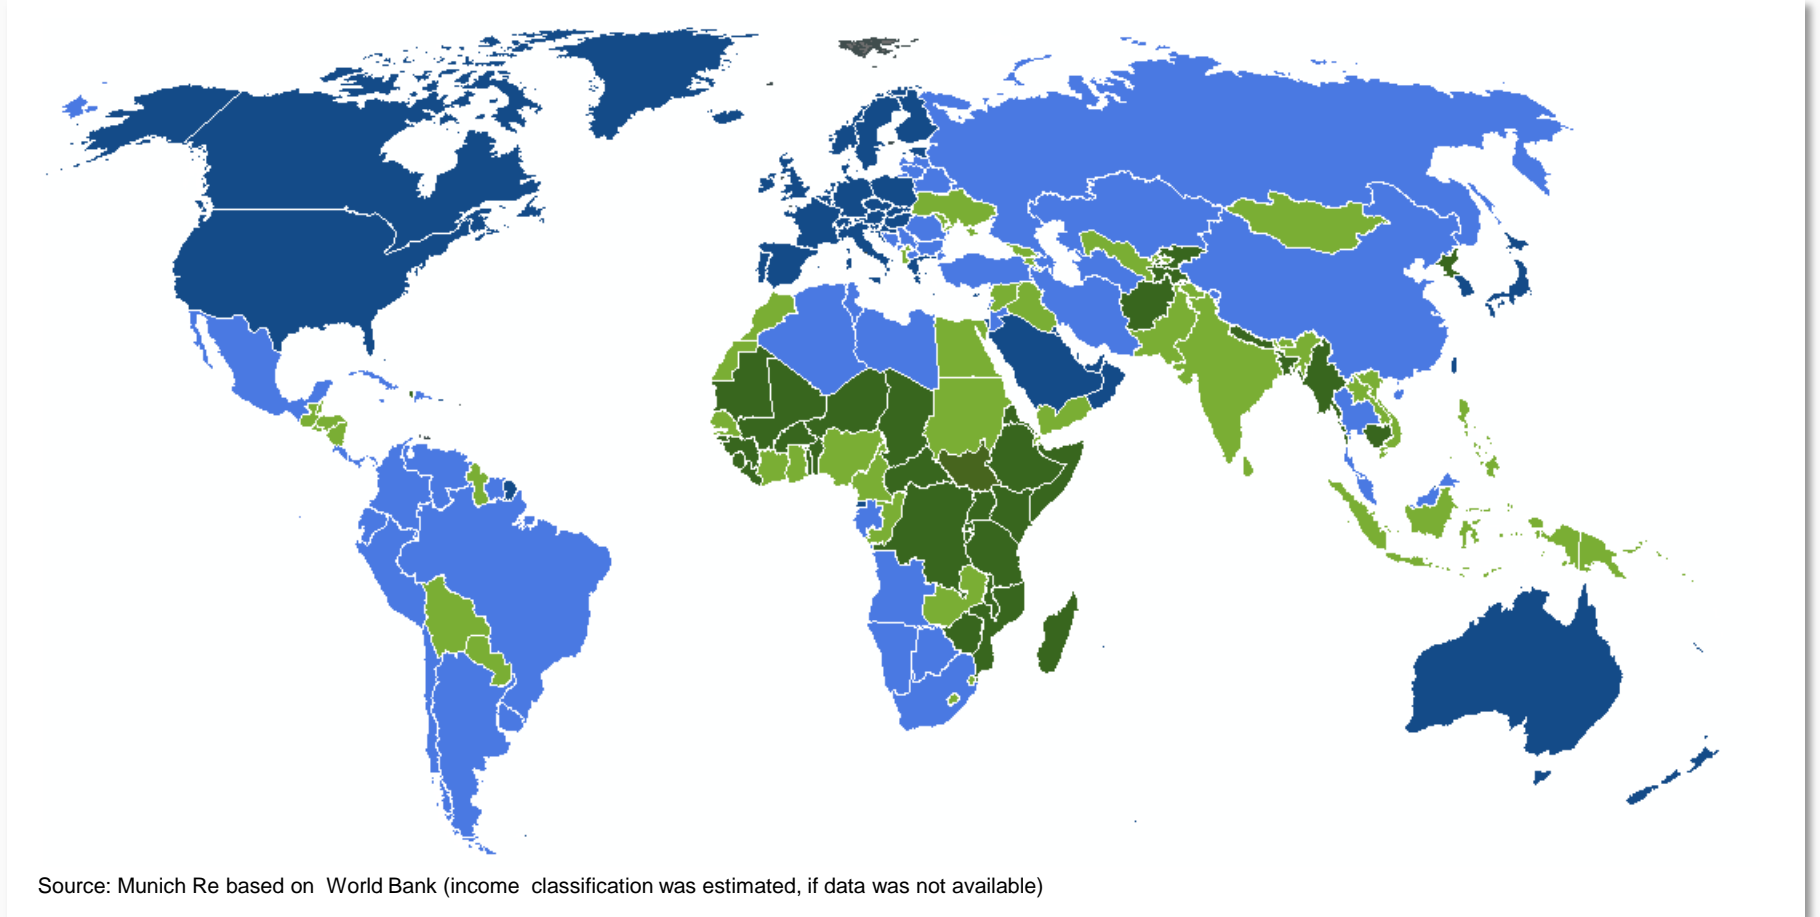 Source: Munich Re based on World Bank (income classification was estimated, if data was not available)